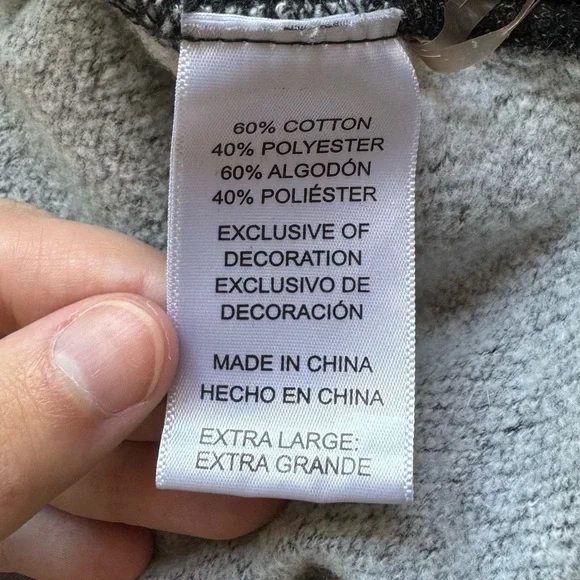 60% COTTON
40% POLYESTER
60% ALGODÓN
40% POLIÉSTER
EXCLUSIVE OF
DECORATION
EXCLUSIVO DE
DECORACIÓN
MADE IN CHINA
HECHO EN CHINA
EXTRA LARGE:
EXTRA GRANDE